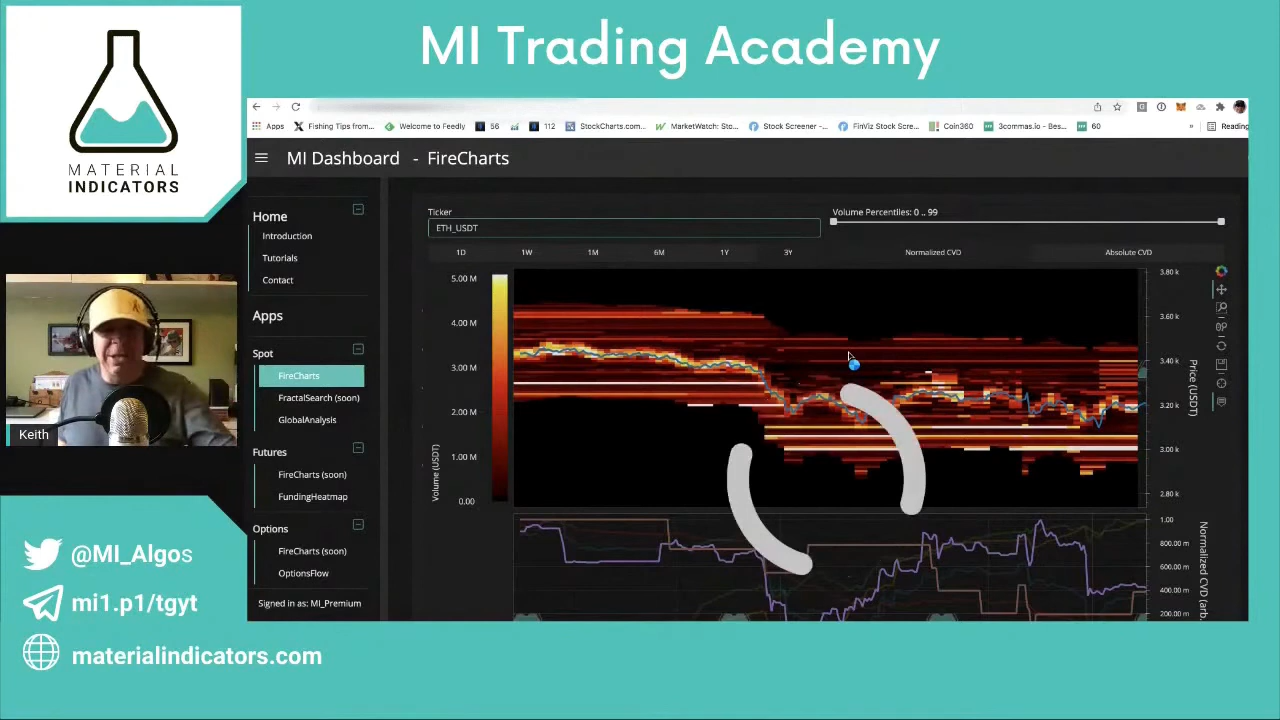 MI Trading Academy
MATERIAL
INDICATORS
Apps
Fishing Tips from...
Welcome to Feedly
56
112
StockCharts.com...
MarketWatch: Sto...
Stock Screener -...
FinViz Stock Scre...
Coin360
3commas.io - Bes...
60
»
Reading
MI Dashboard - FireCharts
Home
Introduction
Tutorials
Contact
Apps
Spot
FireCharts
FractalSearch (soon)
GlobalAnalysis
Futures
FireCharts (soon)
FundingHeatmap
Options
FireCharts (soon)
OptionsFlow
Signed in as: MI_Premium
Ticker
ETH_USDT
Volume Percentiles: 0 .. 99
1D 1W 1M 6M 1Y 3Y Normalized CVD Absolute CVD
5.00 M
4.00 M
3.00 M
2.00 M
1.00 M
0.00
Volume (USDT)
3.80 k
3.60 k
3.40 k
3.20 k
3.00 k
2.80 k
Price (USDT)
1.00
800.00 m
600.00 m
400.00 m
200.00 m
Normalized CVD (arb.
Keith
@MI_Algos
mi1.p1/tgyt
materialindicators.com